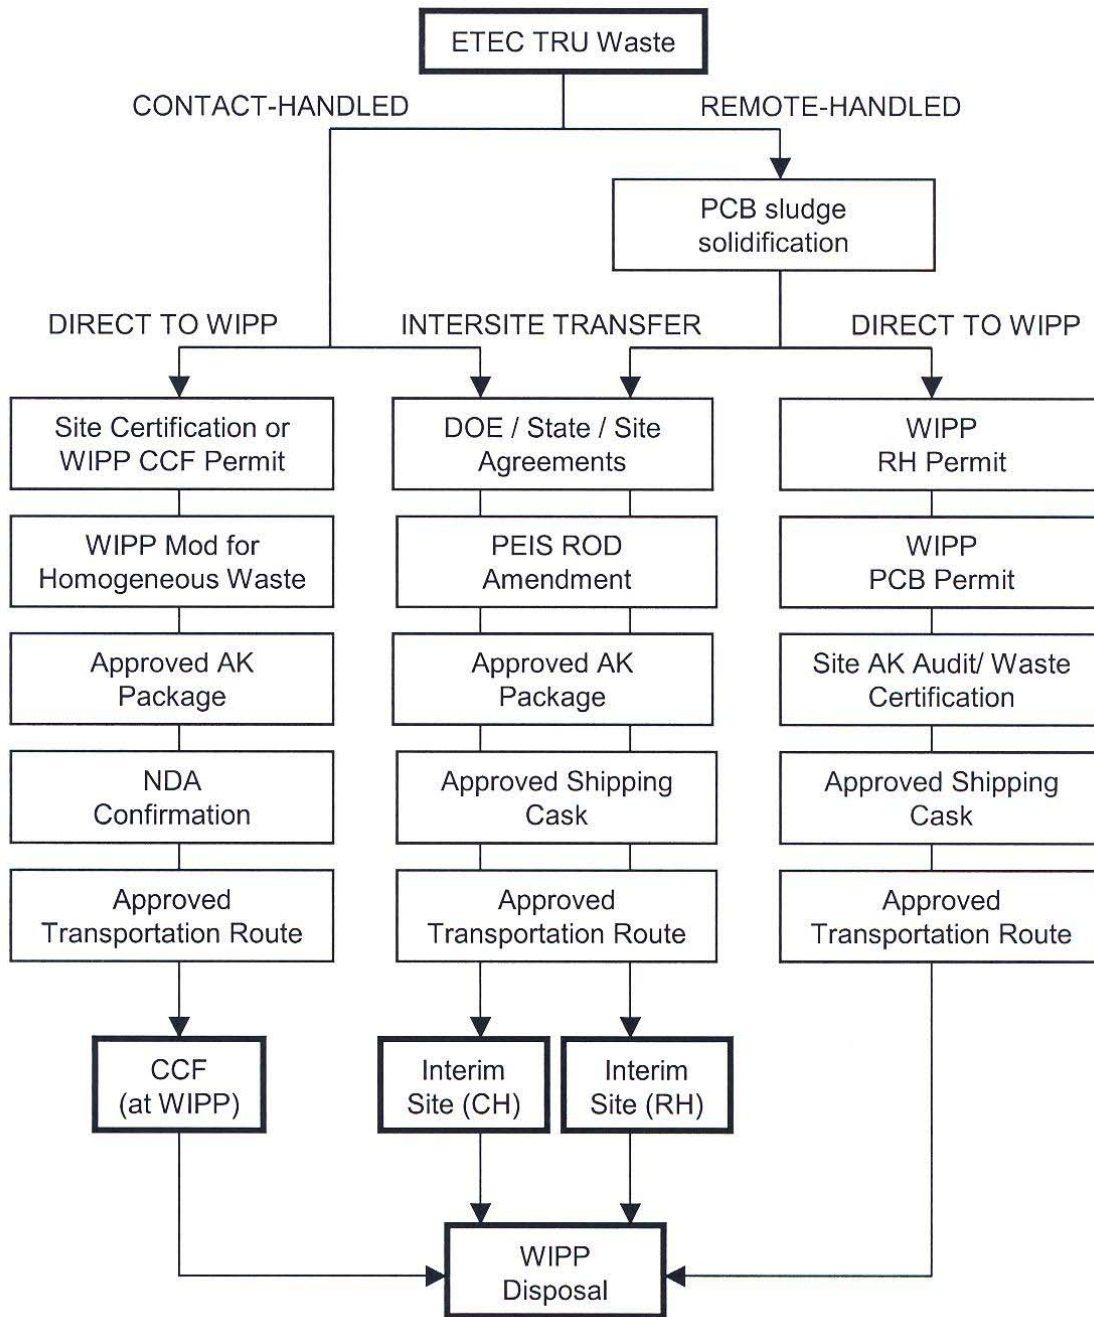 ETEC TRU Waste
CONTACT-HANDLED
REMOTE-HANDLED
PCB sludge
solidification
DIRECT TO WIPP
INTERSITE TRANSFER
DIRECT TO WIPP
Site Certification or
WIPP CCF Permit
DOE / State / Site
Agreements
WIPP
RH Permit
WIPP Mod for
Homogeneous Waste
PEIS ROD
Amendment
WIPP
PCB Permit
Approved AK
Package
Approved AK
Package
Site AK Audit/ Waste
Certification
NDA
Confirmation
Approved Shipping
Cask
Approved Shipping
Cask
Approved
Transportation Route
Approved
Transportation Route
Approved
Transportation Route
CCF
(at WIPP)
Interim
Site (CH)
Interim
Site (RH)
WIPP
Disposal